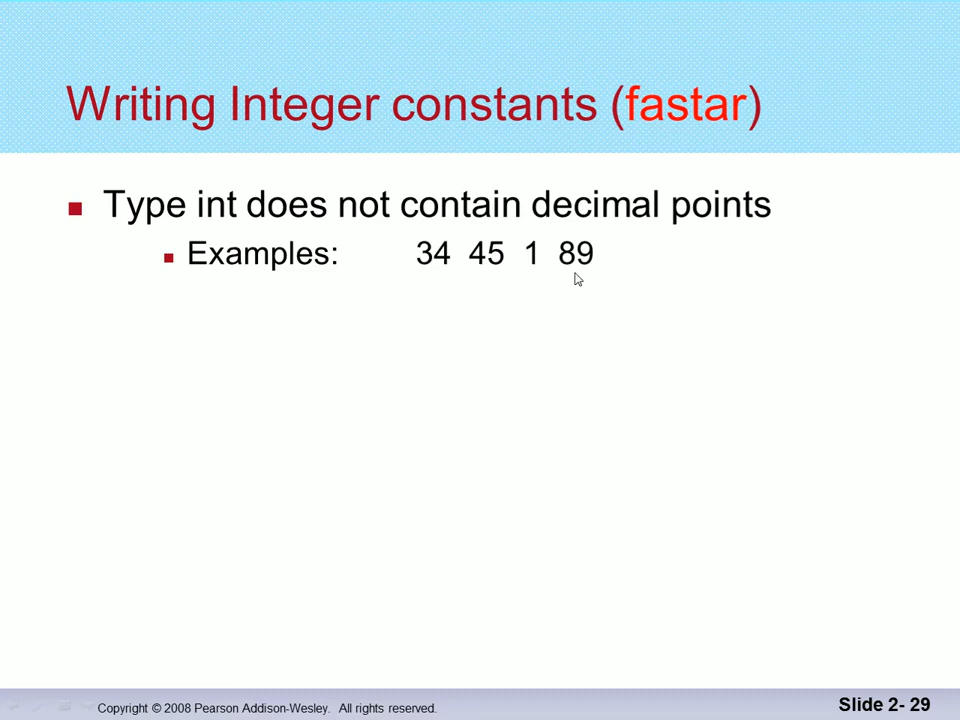 Writing Integer constants (fastar)
Type int does not contain decimal points
Examples: 34 45 1 89
Copyright © 2008 Pearson Addison-Wesley. All rights reserved.
Slide 2- 29